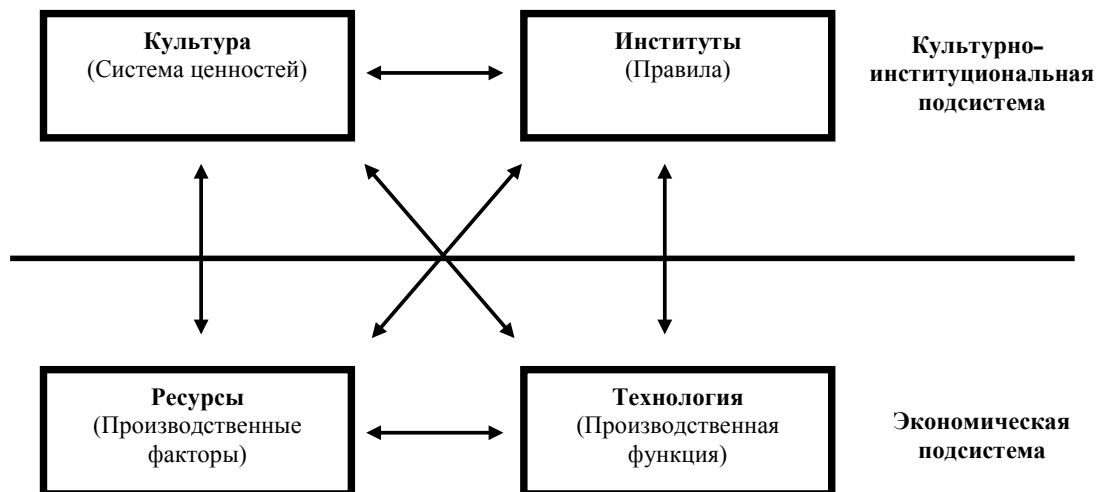 Культура
(Система ценностей)
Институты
(Правила)
Культурно-
институциональная
подсистема
Ресурсы
(Производственные
факторы)
Технология
(Производственная
функция)
Экономическая
подсистема